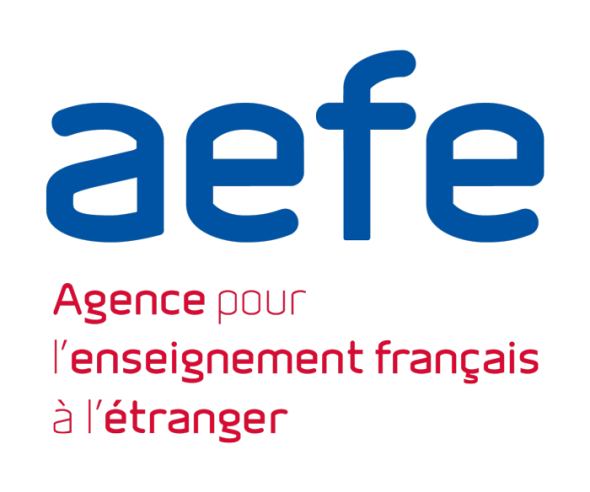 aefe
Agence pour
l'enseignement français
à l'étranger